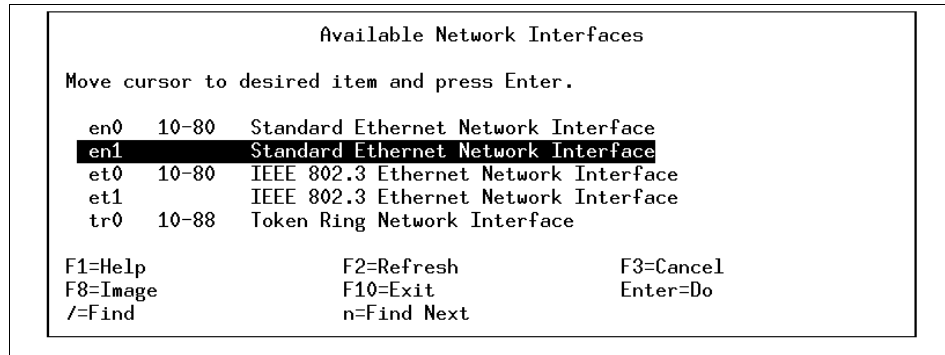 Available Network Interfaces
Move cursor to desired item and press Enter.
en0 10-80 Standard Ethernet Network Interface
en1 Standard Ethernet Network Interface
et0 10-80 IEEE 802.3 Ethernet Network Interface
et1 IEEE 802.3 Ethernet Network Interface
tr0 10-88 Token Ring Network Interface
F1=Help F2=Refresh F3=Cancel
F8=Image F10=Exit Enter=Do
/=Find n=Find Next